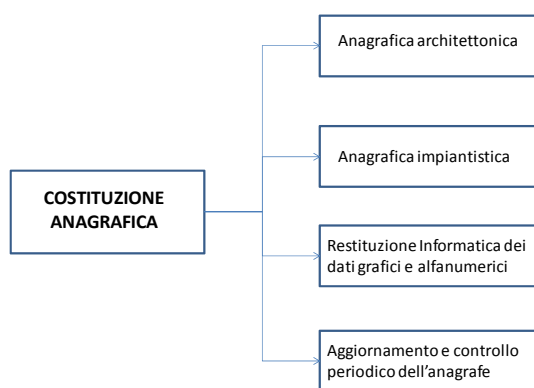 Anagrafica architettonica
Anagrafica impiantistica
COSTITUZIONE
ANAGRAFICA
Restituzione Informatica dei
dati grafici e alfanumerici
Aggiornamento e controllo
periodico dell'anagrafe